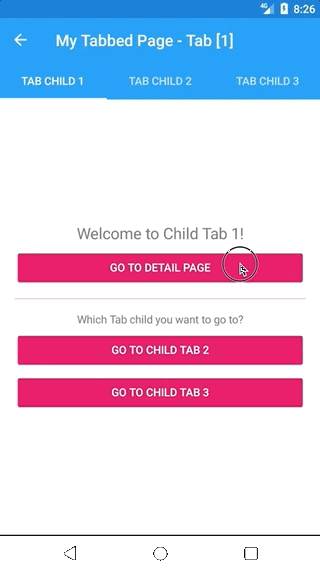 4G 8:26
My Tabbed Page - Tab [1]
TAB CHILD 1 TAB CHILD 2 TAB CHILD 3
Welcome to Child Tab 1!
GO TO DETAIL PAGE
Which Tab child you want to go to?
GO TO CHILD TAB 2
GO TO CHILD TAB 3